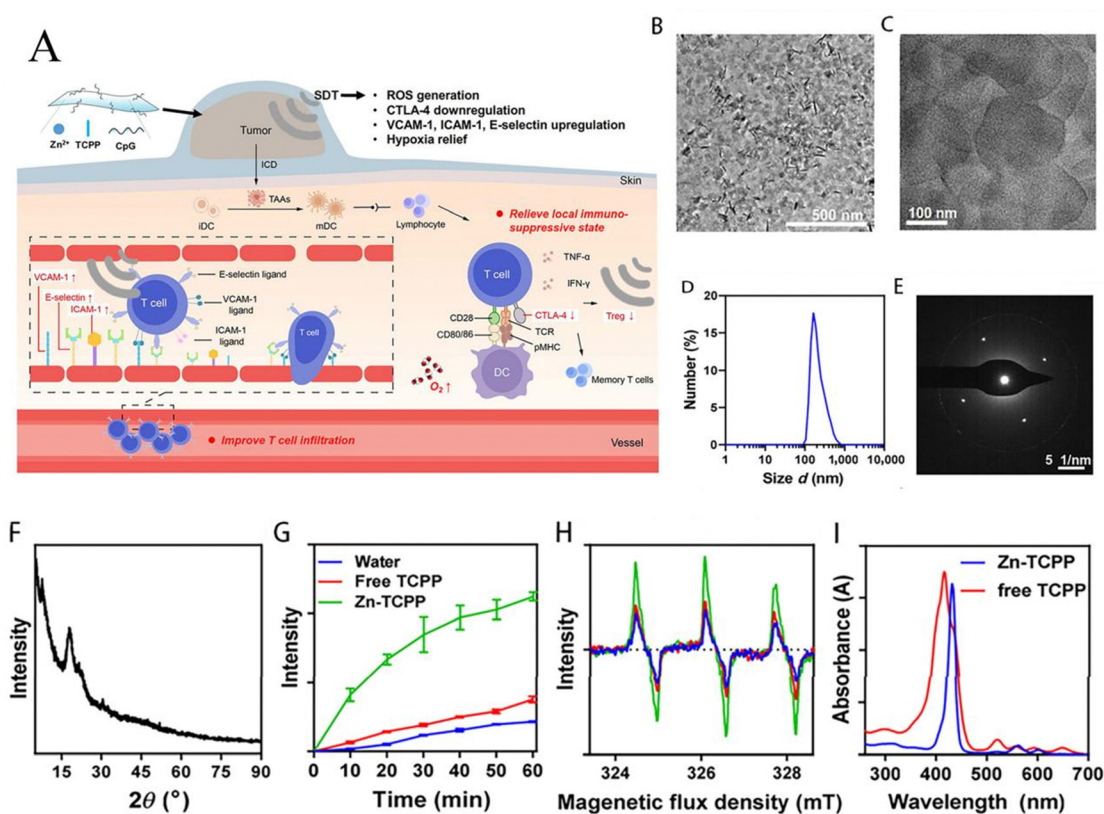 A
SDT
• ROS generation
• CTLA-4 downregulation
• VCAM-1, ICAM-1, E-selectin upregulation
• Hypoxia relief
Zn²⁺
TCPP
CpG
Tumor
ICD
Skin
TAAs
iDC
mDC
Lymphocyte
• Relieve local immuno-
suppressive state
VCAM-1 ↑
E-selectin ↑
ICAM-1 ↑
T cell
E-selectin ligand
VCAM-1
ligand
ICAM-1
ligand
T cell
T cell
TNF-α
IFN-γ
CD28
CD80/86
CTLA-4 ↓
TCR
pMHC
Treg ↓
DC
O₂ ↑
Memory T cells
• Improve T cell infiltration
Vessel
B
500 nm
C
100 nm
D
Number (%)
20
15
10
5
0
1 10 100 1,000 10,000
Size d (nm)
E
5 1/nm
F
Intensity
15 30 45 60 75 90
2θ (°)
G
Water
Free TCPP
Zn-TCPP
Intensity
0 10 20 30 40 50 60
Time (min)
H
Intensity
324 326 328
Magenetic flux density (mT)
I
Zn-TCPP
free TCPP
Absorbance (A)
300 400 500 600 700
Wavelength (nm)